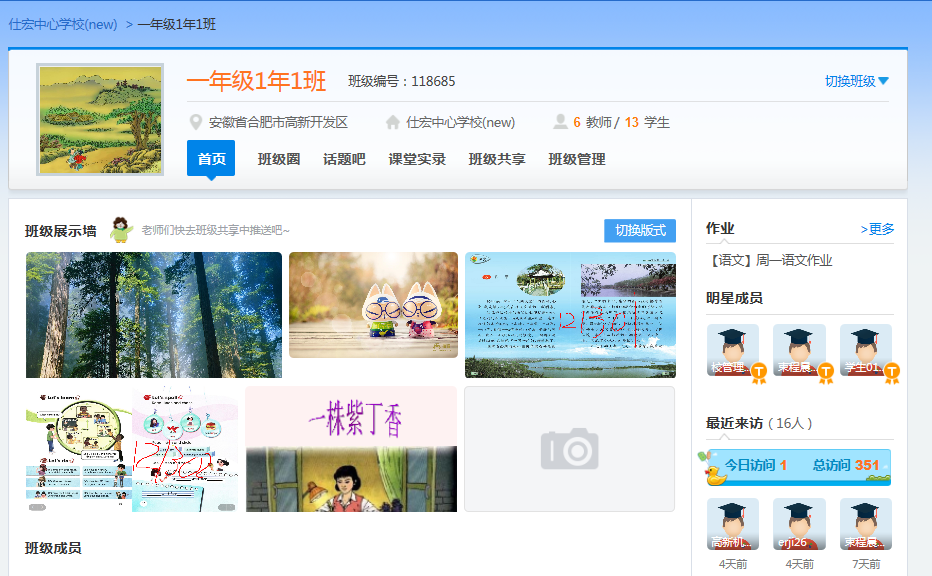 仕宏中心学校(new) > 一年级1年1班
一年级1年1班 班级编号：118685 切换班级
安徽省合肥市高新开发区 仕宏中心学校(new) 6 教师 / 13 学生
首页 班级圈 话题吧 课堂实录 班级共享 班级管理
班级展示墙 老师们快去班级共享中推送吧~ 切换版式
一株紫丁香
班级成员
作业 >更多
【语文】周一语文作业
明星成员
校管理... 束程晨... 学生01...
最近来访 ( 16人 )
今日访问 1 总访问 351
高新机... erji26 束程晨...
4天前 4天前 7天前